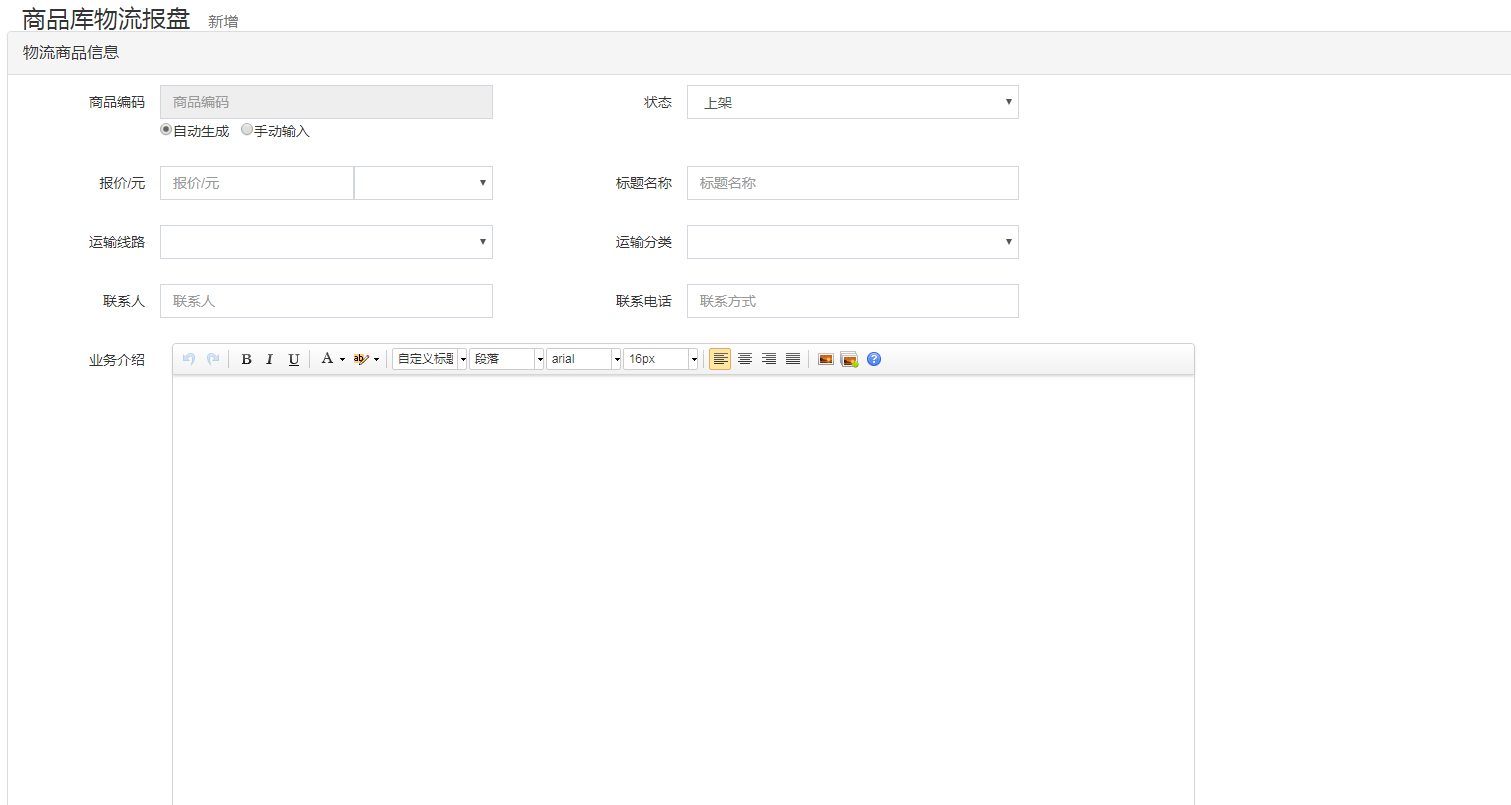 商品库物流报盘 新增
物流商品信息
商品编码 商品编码 状态 上架
自动生成 手动输入
报价/元 报价/元 标题名称 标题名称
运输线路 运输分类
联系人 联系人 联系电话 联系方式
业务介绍 B I U A ab 自定义标题 段落 arial 16px ?